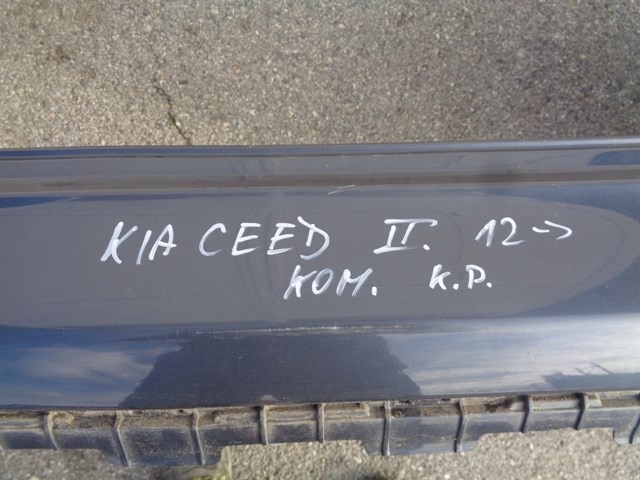 KIA CEED II. 12->
KOM. K.P.